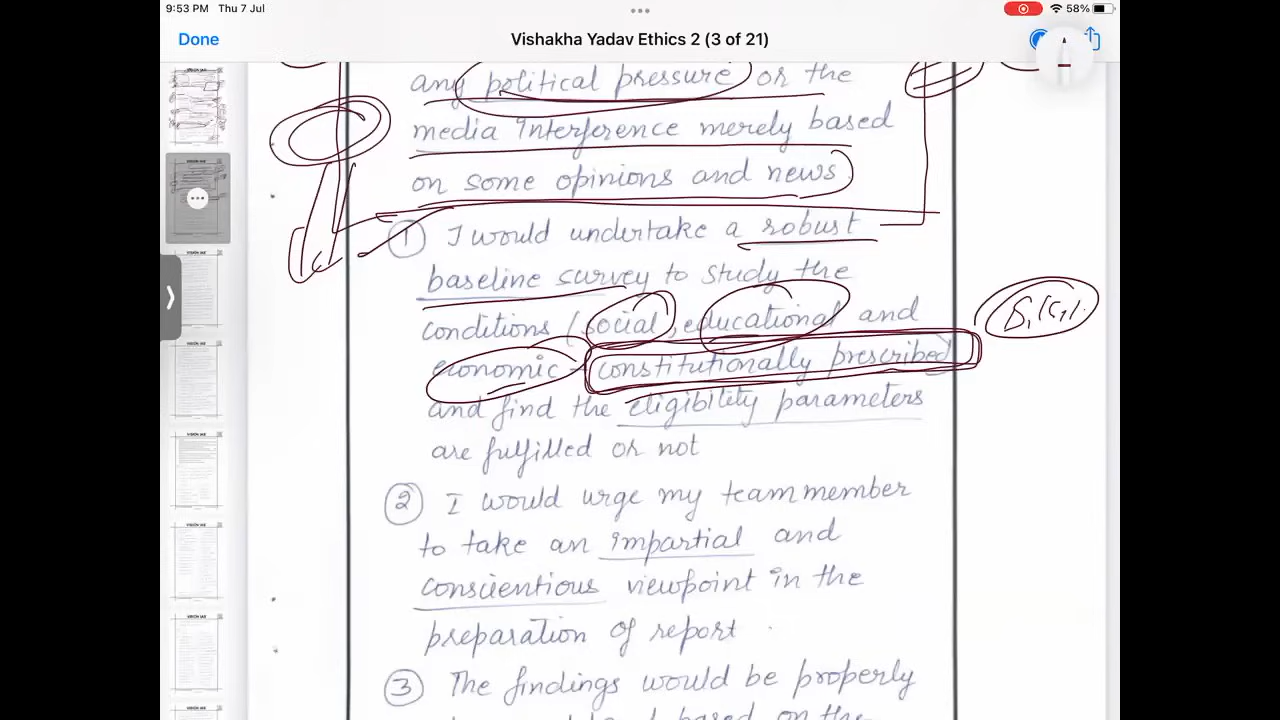 9:53 PM Thu 7 Jul
58%
Done
Vishakha Yadav Ethics 2 (3 of 21)
any political pressure or the
media interference merely based
on some opinions and news
① I would undertake a robust
baseline survey to study the
conditions (social, educational and
economic - constitutionally prescribed)
and find the eligibility parameters
are fulfilled or not
② I would urge my team member
to take an impartial and
conscientious viewpoint in the
preparation of report.
③ The findings would be properly
based on the